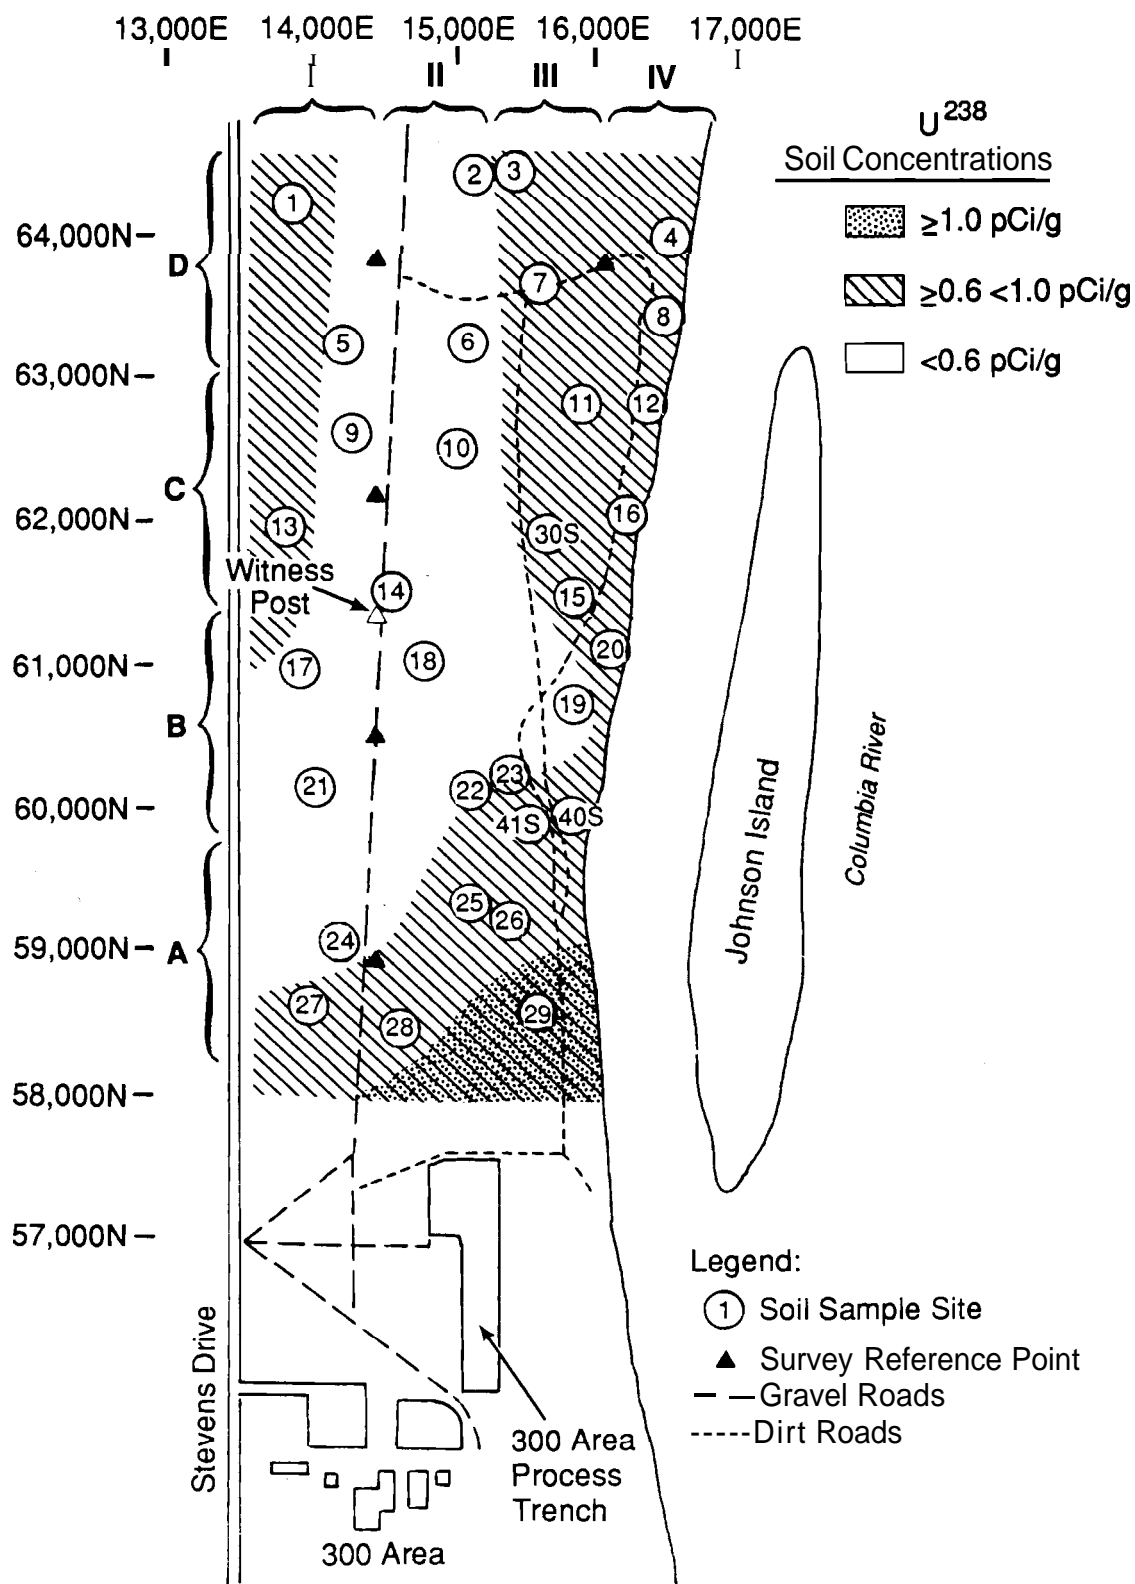 13,000E 14,000E 15,000E 16,000E 17,000E
I II III IV
U238
Soil Concentrations
≥1.0 pCi/g
≥0.6 <1.0 pCi/g
<0.6 pCi/g
64,000N
63,000N
62,000N
61,000N
60,000N
59,000N
58,000N
57,000N
D
C
B
A
1
2
3
4
5
6
7
8
9
10
11
12
13
30S
16
Witness
Post
14
15
17
18
20
19
21
22
23
41S
40S
24
25
26
27
28
29
Johnson Island
Columbia River
Stevens Drive
300 Area
Process
Trench
300 Area
Legend:
1 Soil Sample Site
Survey Reference Point
Gravel Roads
Dirt Roads